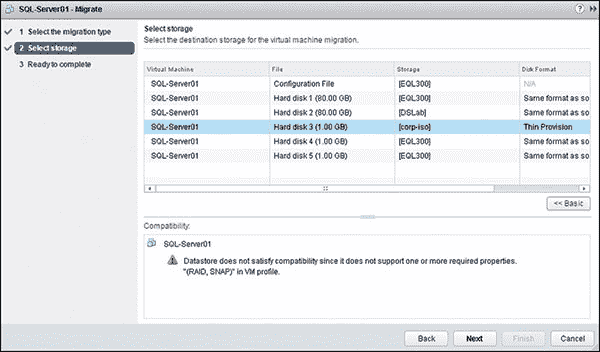 SQL-Server01 - Migrate
1 Select the migration type
2 Select storage
3 Ready to complete
Select storage
Select the destination storage for the virtual machine migration.
Virtual Machine File Storage Disk Format
SQL-Server01 Configuration File [EQL300] N/A
SQL-Server01 Hard disk 1 (80.00 GB) [EQL300] Same format as so
SQL-Server01 Hard disk 2 (80.00 GB) [DSLab] Same format as so
SQL-Server01 Hard disk 3 (1.00 GB) [corp-iso] Thin Provision
SQL-Server01 Hard disk 4 (1.00 GB) [EQL300] Same format as so
SQL-Server01 Hard disk 5 (1.00 GB) [EQL300] Same format as so
<< Basic
Compatibility:
SQL-Server01
Datastore does not satisfy compatibility since it does not support one or more required properties.
"(RAID, SNAP)" in VM profile.
Back Next Finish Cancel